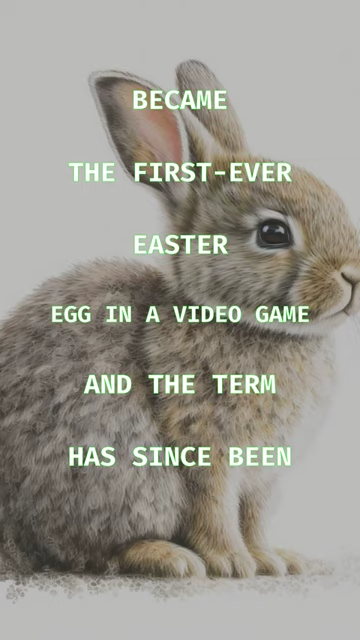 BECAME
THE FIRST-EVER
EASTER
EGG IN A VIDEO GAME
AND THE TERM
HAS SINCE BEEN